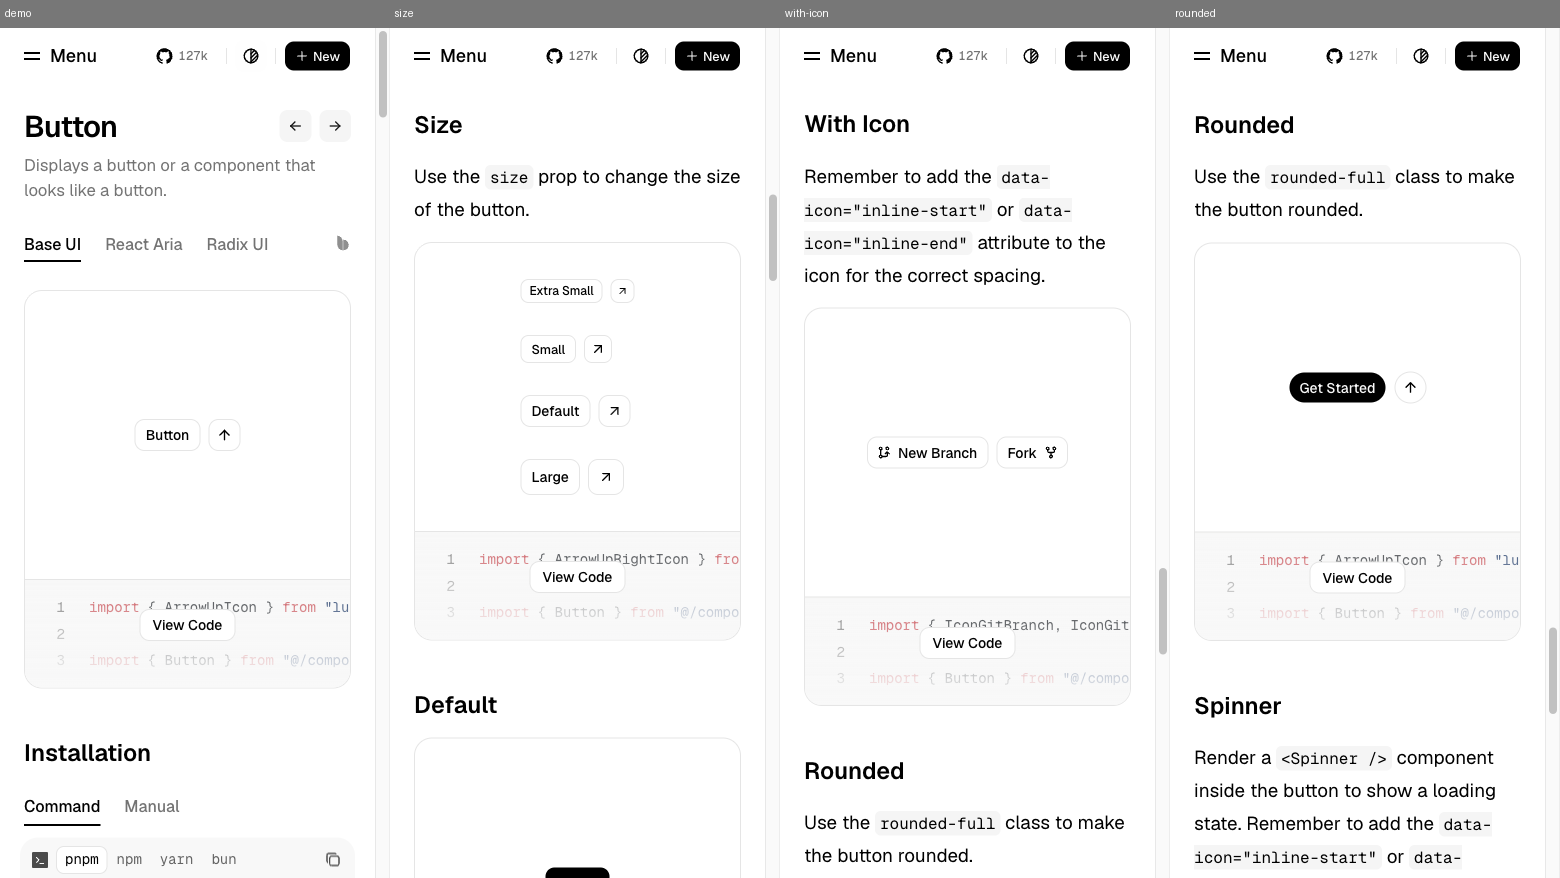 demo
Menu
127k
New
Button
Displays a button or a component that
looks like a button.
Base UI React Aria Radix UI
Button
1 import { ArrowUpIcon } from "lu
View Code
2
3 import { Button } from "@/compo
Installation
Command Manual
pnpm npm yarn bun
size
Menu
127k
New
Size
Use the size prop to change the size
of the button.
Extra Small
Small
Default
Large
1 import { ArrowUpRightIcon } fro
View Code
2
3 import { Button } from "@/compo
Default
with-icon
Menu
127k
New
With Icon
Remember to add the data-
icon="inline-start" or data-
icon="inline-end" attribute to the
icon for the correct spacing.
New Branch Fork
1 import { IconGitBranch, IconGit
View Code
2
3 import { Button } from "@/compo
Rounded
Use the rounded-full class to make
the button rounded.
rounded
Menu
127k
New
Rounded
Use the rounded-full class to make
the button rounded.
Get Started
1 import { ArrowUpIcon } from "lu
View Code
2
3 import { Button } from "@/compo
Spinner
Render a <Spinner /> component
inside the button to show a loading
state. Remember to add the data-
icon="inline-start" or data-